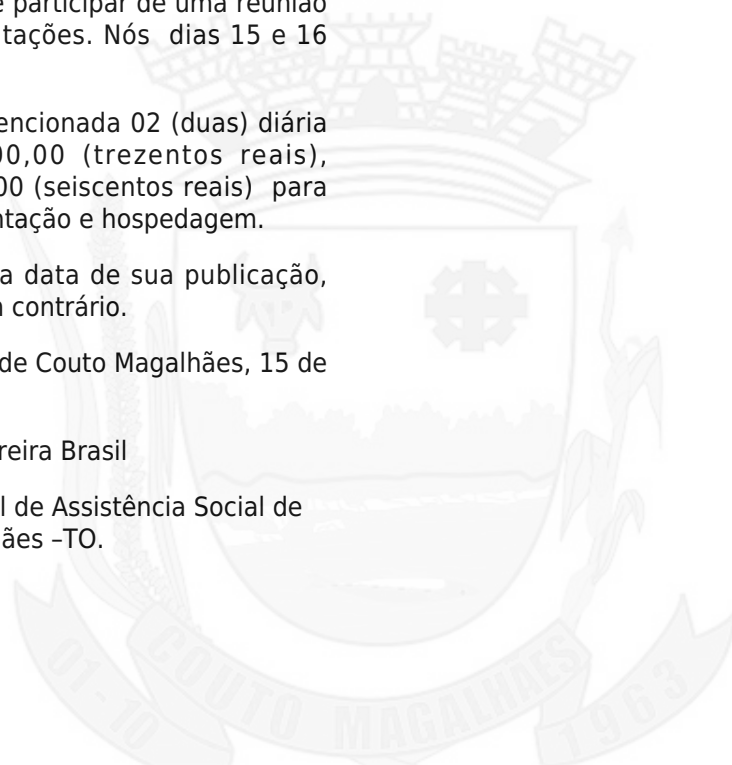 e participar de uma reunião
tações. Nós dias 15 e 16
encionada 02 (duas) diária
00,00 (trezentos reais),
00 (seiscentos reais) para
ntação e hospedagem.
a data de sua publicação,
contrário.
de Couto Magalhães, 15 de
reira Brasil
l de Assistência Social de
ães –TO.
01 - 10
COUTO MAGALHÃES
1963